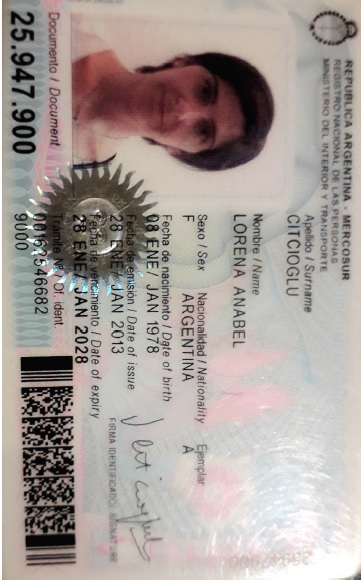 REPUBLICA ARGENTINA - MERCOSUR
REGISTRO NACIONAL DE LAS PERSONAS
MINISTERIO DEL INTERIOR Y TRANSPORTE
Apellido / Surname
CITCIOGLU
Nombre / Name
LORENA ANABEL
Sexo / Sex Nacionalidad / Nationality Ejemplar
F ARGENTINA A
Fecha de nacimiento / Date of birth
08 ENE / JAN 1978
Fecha de emisión / Date of issue
28 ENE / JAN 2013
Fecha de vencimiento / Date of expiry
28 ENE / JAN 2028
FIRMA IDENTIFICADO / SIGNATURE
Documento / Document
25.947.900
Tramite Nº / Of. ident.
9000